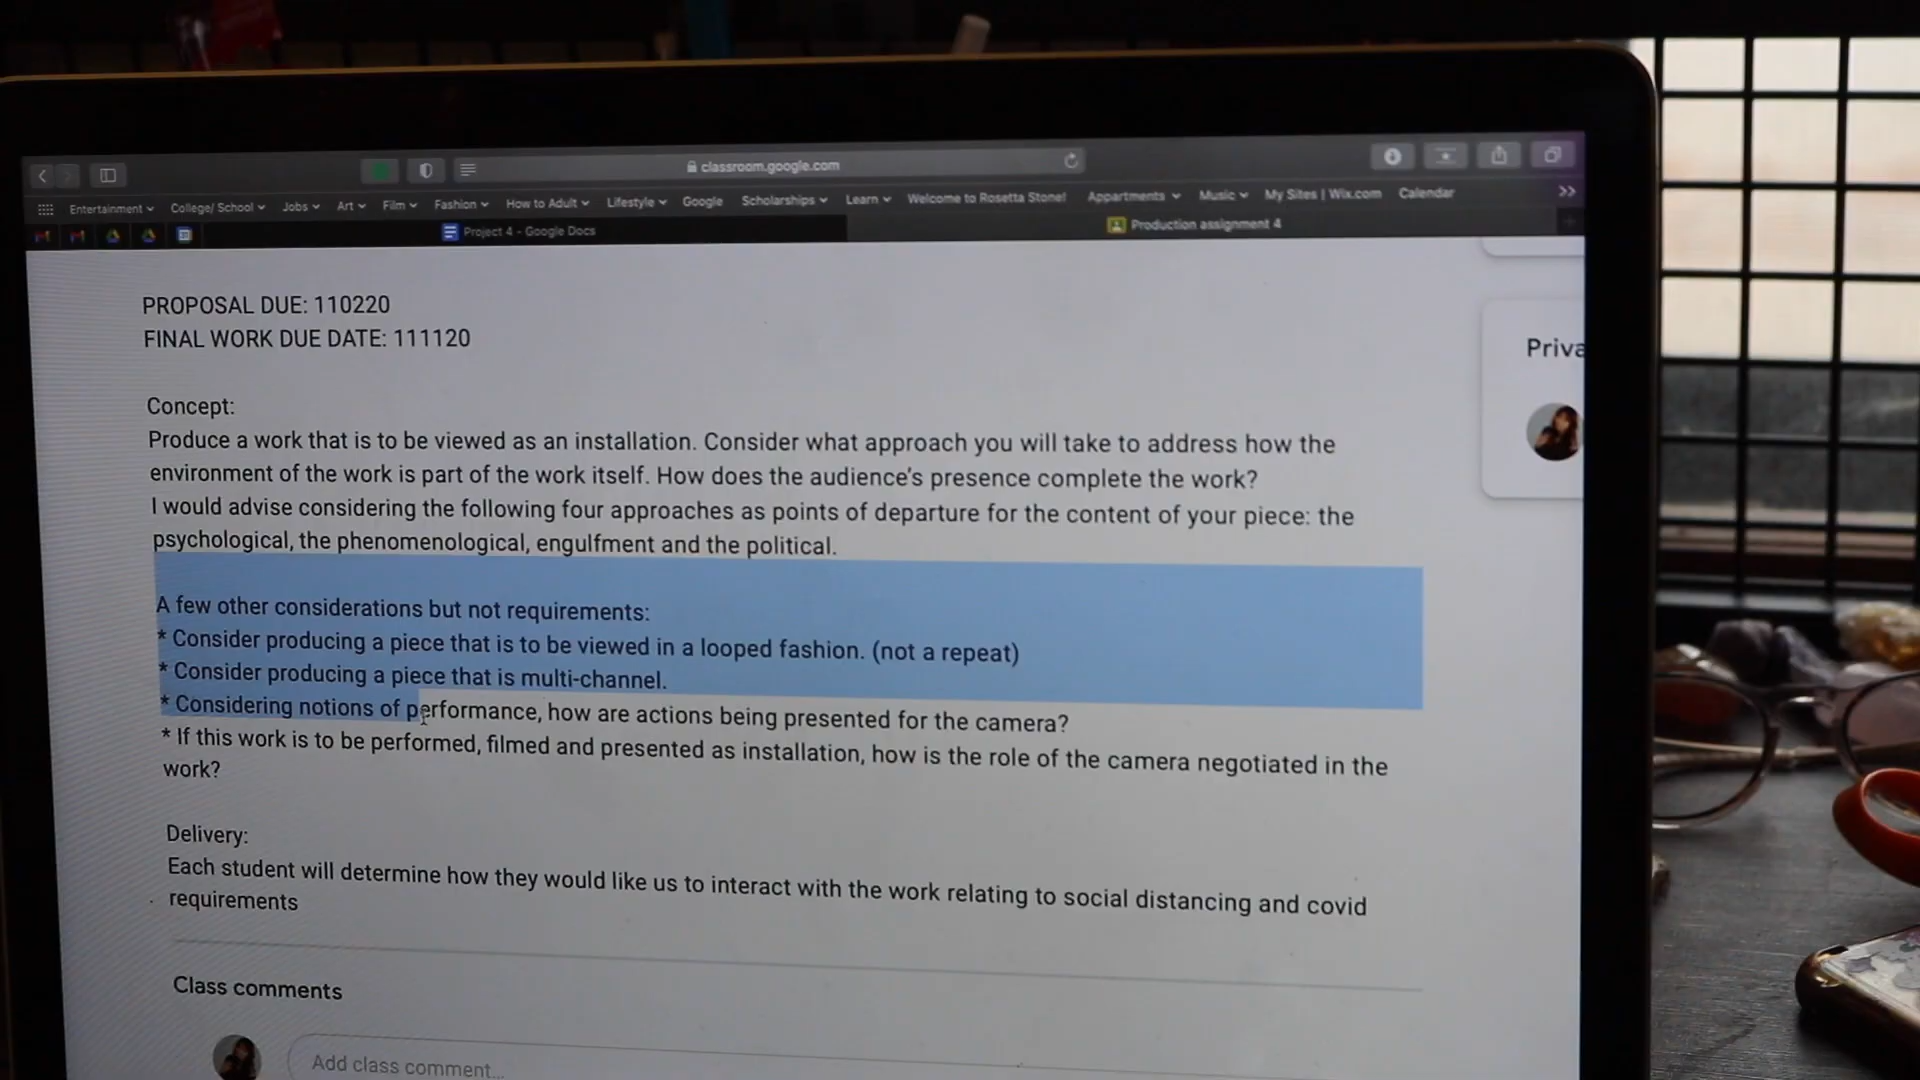 classroom.google.com
Entertainment College/ School Jobs Art Film Fashion How to Adult Lifestyle Google Scholarships Learn Welcome to Rosetta Stone! Appartments Music My Sites | Wix.com Calendar
Project 4 - Google Docs Production assignment 4
PROPOSAL DUE: 110220
FINAL WORK DUE DATE: 111120
Priva
Concept:
Produce a work that is to be viewed as an installation. Consider what approach you will take to address how the
environment of the work is part of the work itself. How does the audience's presence complete the work?
I would advise considering the following four approaches as points of departure for the content of your piece: the
psychological, the phenomenological, engulfment and the political.
A few other considerations but not requirements:
* Consider producing a piece that is to be viewed in a looped fashion. (not a repeat)
* Consider producing a piece that is multi-channel.
* Considering notions of performance, how are actions being presented for the camera?
* If this work is to be performed, filmed and presented as installation, how is the role of the camera negotiated in the
work?
Delivery:
Each student will determine how they would like us to interact with the work relating to social distancing and covid
requirements
Class comments
Add class comment...